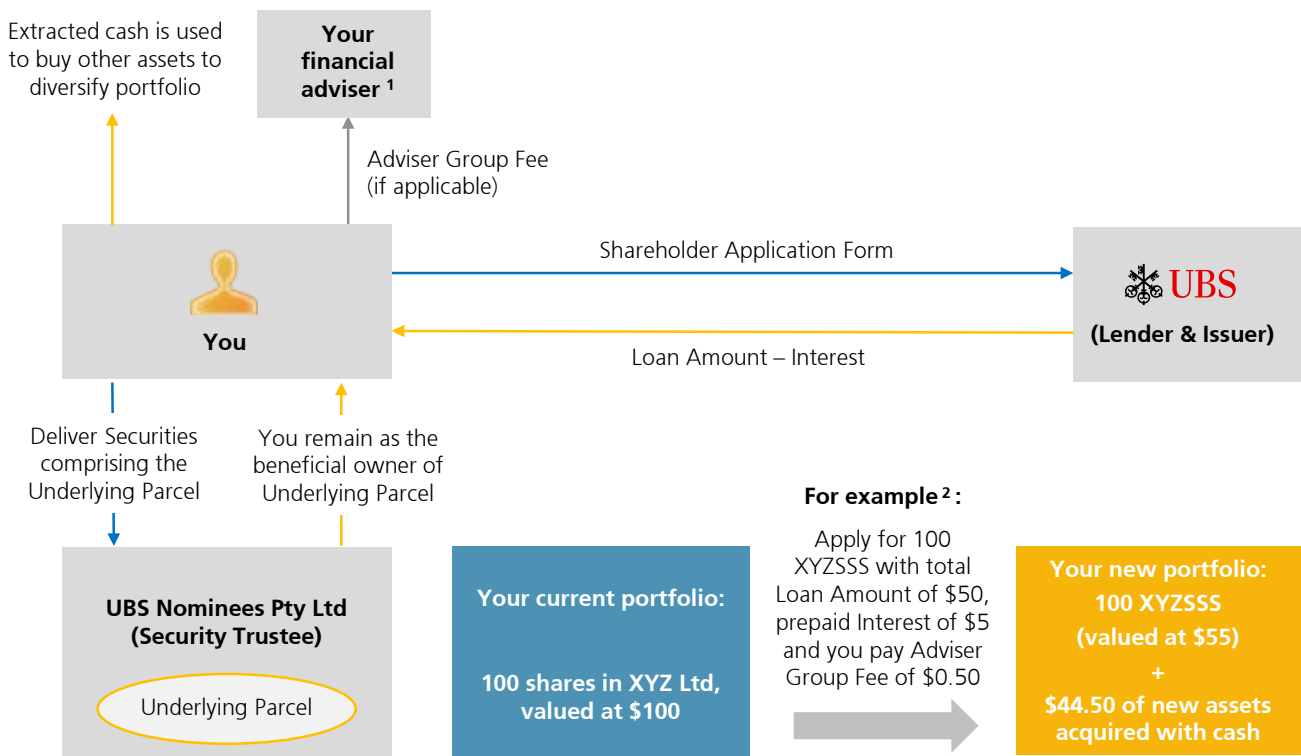 Extracted cash is used
to buy other assets to
diversify portfolio
Your
financial
adviser ¹
Adviser Group Fee
(if applicable)
You
Shareholder Application Form
Loan Amount – Interest
UBS
(Lender & Issuer)
Deliver Securities
comprising the
Underlying Parcel
You remain as the
beneficial owner of
Underlying Parcel
UBS Nominees Pty Ltd
(Security Trustee)
Underlying Parcel
Your current portfolio:
100 shares in XYZ Ltd,
valued at $100
For example ² :
Apply for 100
XYZSSS with total
Loan Amount of $50,
prepaid Interest of $5
and you pay Adviser
Group Fee of $0.50
Your new portfolio:
100 XYZSSS
(valued at $55)
+
$44.50 of new assets
acquired with cash